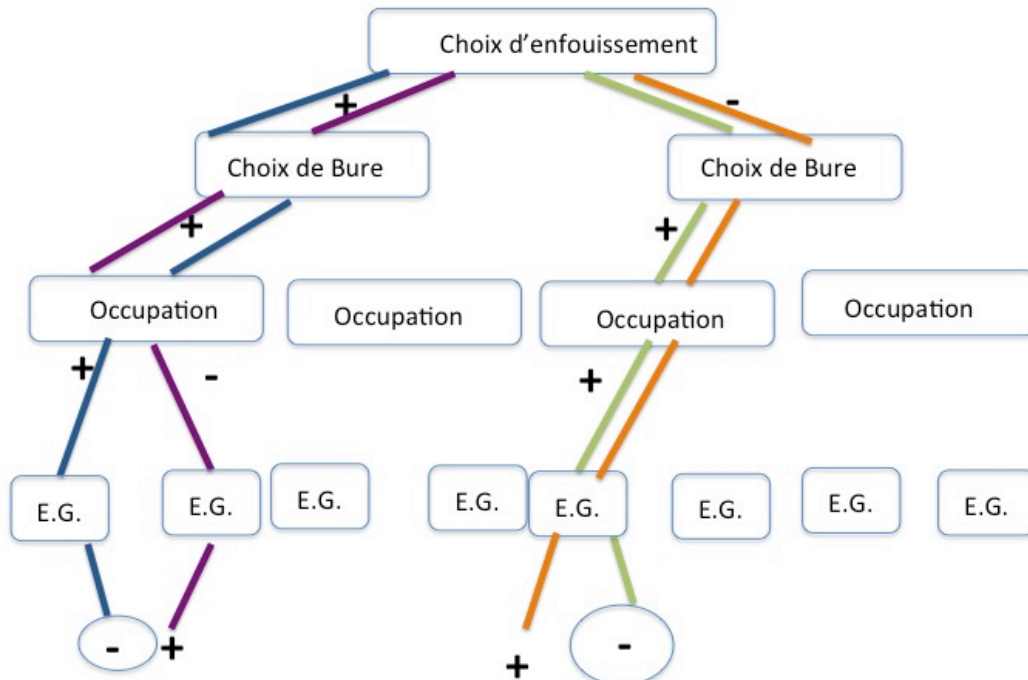 Choix d’enfouissement
+ -
Choix de Bure Choix de Bure
+ +
Occupation Occupation Occupation Occupation
+ - +
E.G. E.G. E.G. E.G. E.G. E.G. E.G. E.G.
- + + -